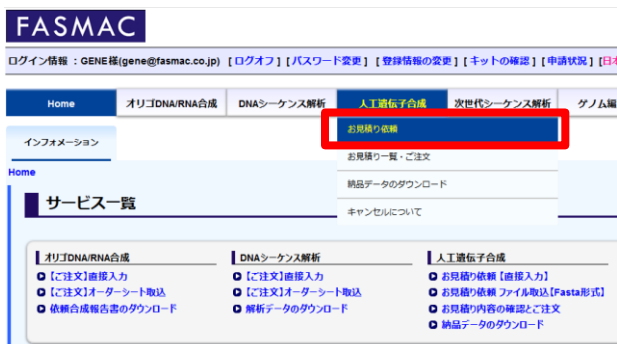 FASMAC
ログイン情報 : GENE様(gene@fasmac.co.jp) [ログオフ] [パスワード変更] [登録情報の変更] [キットの確認] [申請状況] [日本
Home オリゴDNA/RNA合成 DNAシーケンス解析 人工遺伝子合成 次世代シーケンス解析 ゲノム編
お見積り依頼
インフォメーション
お見積り一覧・ご注文
Home
納品データのダウンロード
サービス一覧
キャンセルについて
オリゴDNA/RNA合成 DNAシーケンス解析 人工遺伝子合成
【ご注文】直接入力 【ご注文】直接入力 お見積り依頼【直接入力】
【ご注文】オーダーシート取込 【ご注文】オーダーシート取込 お見積り依頼 ファイル取込【Fasta形式】
依頼合成報告書のダウンロード 解析データのダウンロード お見積り内容の確認とご注文
納品データのダウンロード